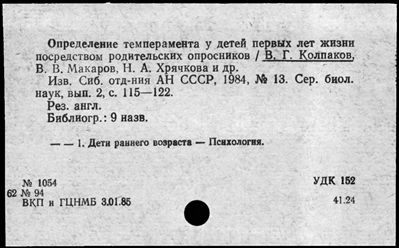 Определение темперамента у детей первых лет жизни
посредством родительских опросников / В. Г. Колпаков,
В. В. Макаров, Н. А. Хрячкова и др.
Изв. Сиб. отд-ния АН СССР, 1984, № 13. Сер. биол.
наук, вып. 2, с. 115—122.
Рез. англ.
Библиогр.: 9 назв.
— — 1. Дети раннего возраста — Психология.
№ 1054
УДК 152
62 № 94
ВКП и ГЦНМБ 3.01.85
41.24